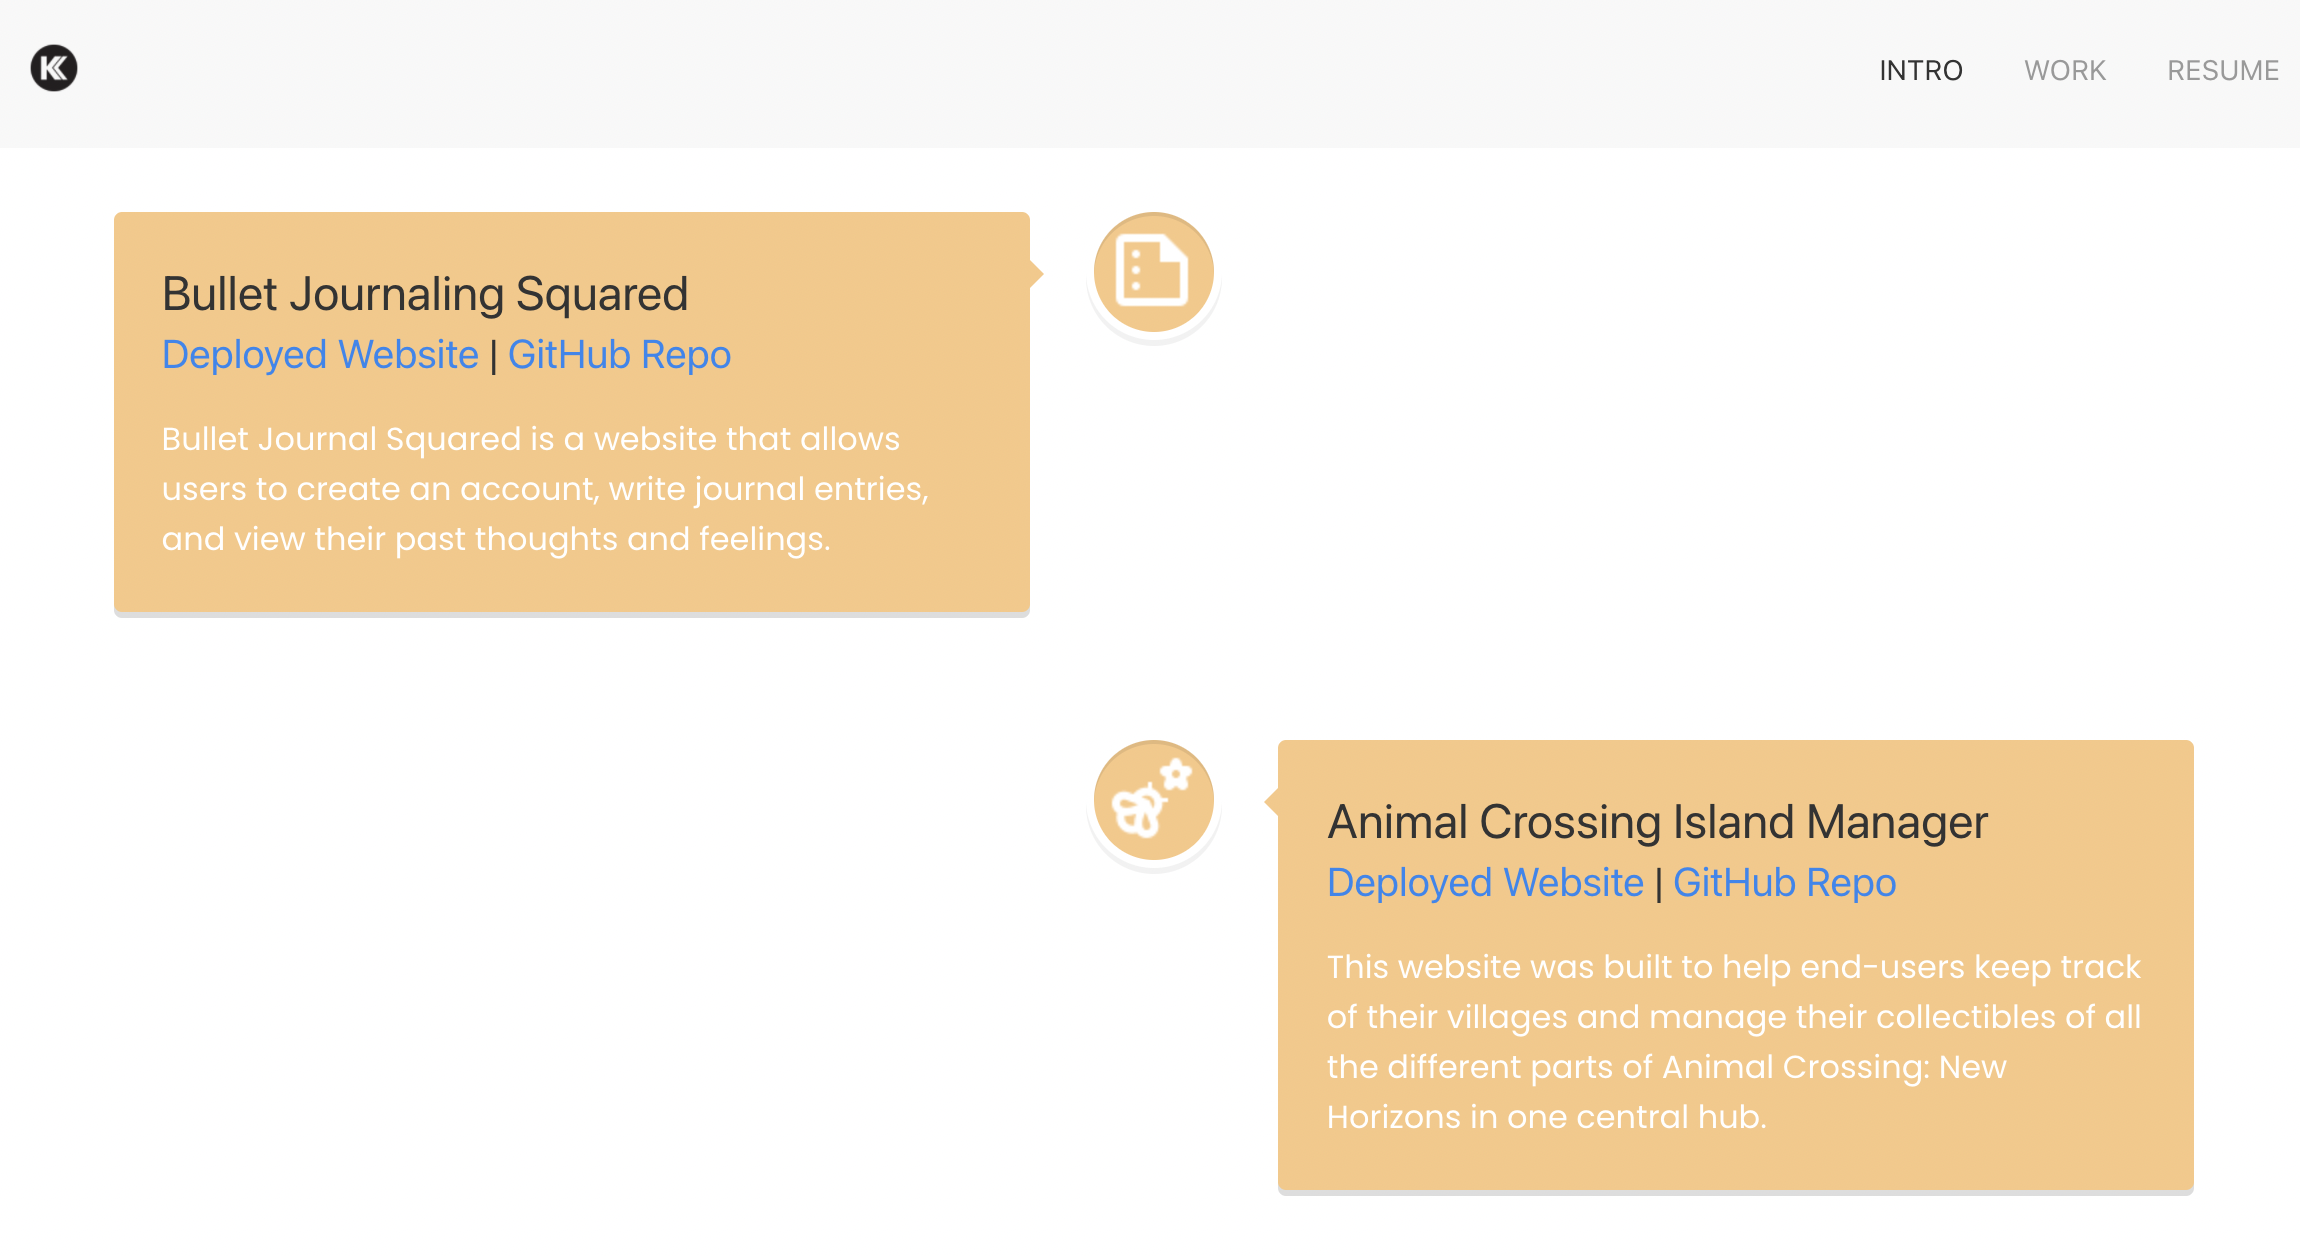 INTRO WORK RESUME
Bullet Journaling Squared
Deployed Website | GitHub Repo
Bullet Journal Squared is a website that allows
users to create an account, write journal entries,
and view their past thoughts and feelings.
Animal Crossing Island Manager
Deployed Website | GitHub Repo
This website was built to help end-users keep track
of their villages and manage their collectibles of all
the different parts of Animal Crossing: New
Horizons in one central hub.